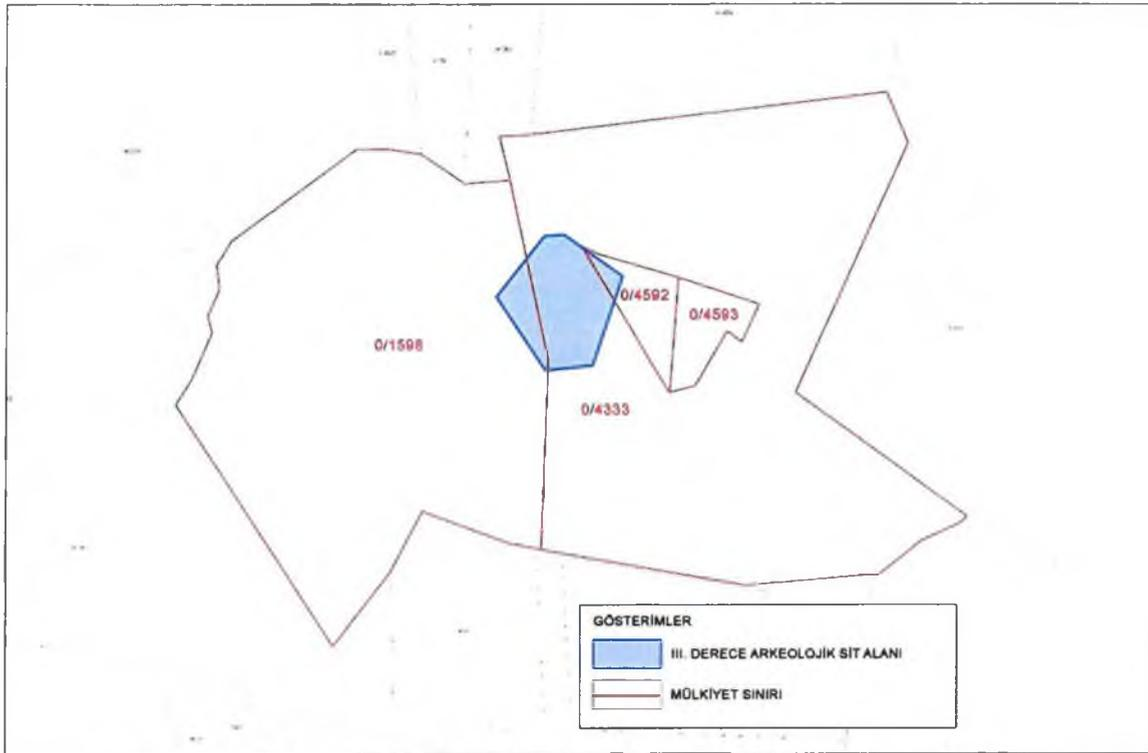 0/4592
0/4593
0/1598
0/4333
GÖSTERİMLER
III. DERECE ARKEOLOJİK SİT ALANI
MÜLKİYET SINIRI